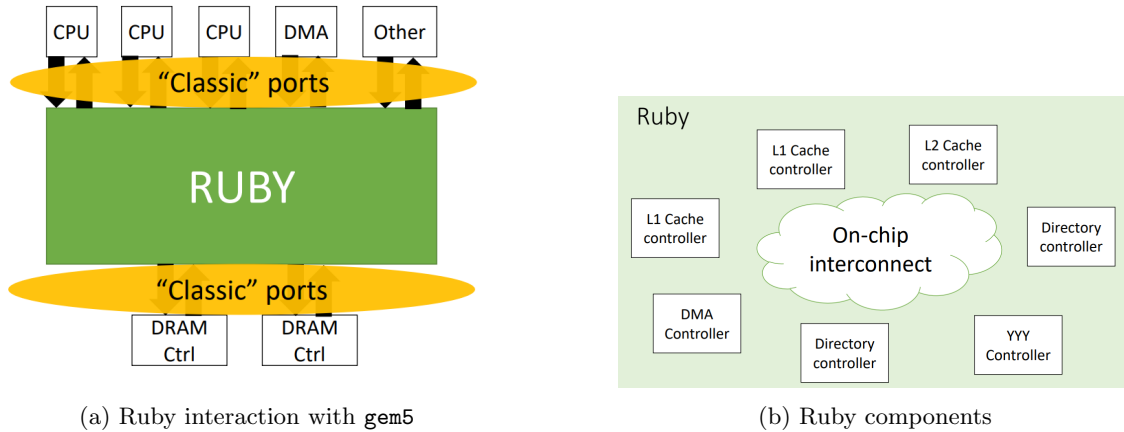 CPU
CPU
CPU
DMA
Other
“Classic” ports
RUBY
“Classic” ports
DRAM
Ctrl
DRAM
Ctrl
(a) Ruby interaction with gem5
Ruby
L1 Cache
controller
L2 Cache
controller
L1 Cache
controller
On-chip
interconnect
Directory
controller
DMA
Controller
Directory
controller
YYY
Controller
(b) Ruby components